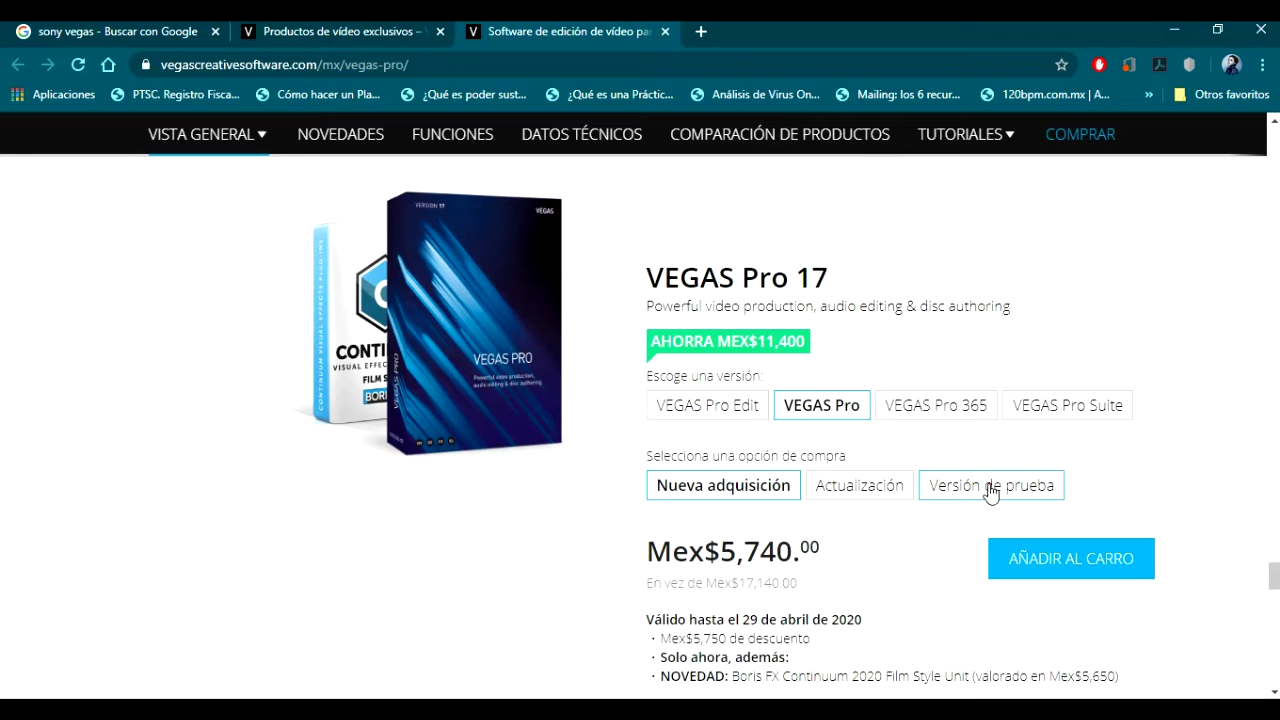 sony vegas - Buscar con Google
Productos de vídeo exclusivos –
Software de edición de vídeo par
vegascreativesoftware.com/mx/vegas-pro/
Aplicaciones
PTSC. Registro Fisca...
Cómo hacer un Pla...
¿Qué es poder sust...
¿Qué es una Práctic...
Análisis de Virus On...
Mailing: los 6 recur...
120bpm.com.mx | A...
»
Otros favoritos
VISTA GENERAL
NOVEDADES
FUNCIONES
DATOS TÉCNICOS
COMPARACIÓN DE PRODUCTOS
TUTORIALES
COMPRAR
VERSION 17
VEGAS
VEGAS PRO
Powerful video production,
audio editing & disc authoring
VEGAS PRO
CONTI
VISUAL EFFEC
FILM S
BORI
VEGAS Pro 17
Powerful video production, audio editing & disc authoring
AHORRA MEX$11,400
Escoge una versión:
VEGAS Pro Edit
VEGAS Pro
VEGAS Pro 365
VEGAS Pro Suite
Selecciona una opción de compra
Nueva adquisición
Actualización
Versión de prueba
Mex$5,740.00
AÑADIR AL CARRO
En vez de Mex$17,140.00
Válido hasta el 29 de abril de 2020
· Mex$5,750 de descuento
· Solo ahora, además:
· NOVEDAD: Boris FX Continuum 2020 Film Style Unit (valorado en Mex$5,650)